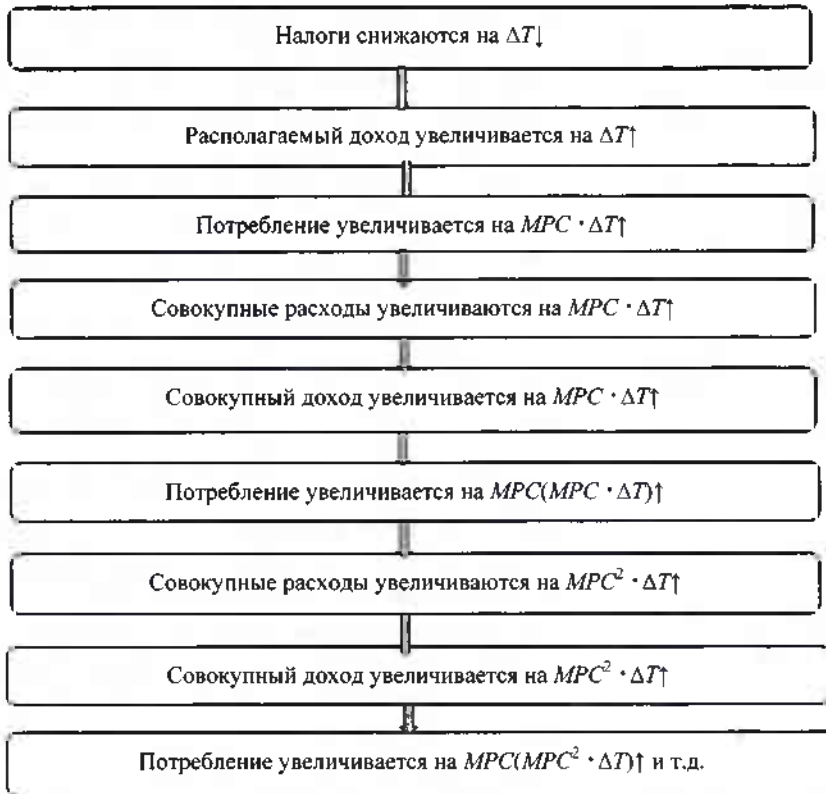 Налоги снижаются на ΔT↓
Располагаемый доход увеличивается на ΔT↑
Потребление увеличивается на MPC · ΔT↑
Совокупные расходы увеличиваются на MPC · ΔT↑
Совокупный доход увеличивается на MPC · ΔT↑
Потребление увеличивается на MPC(MPC · ΔT)↑
Совокупные расходы увеличиваются на MPC² · ΔT↑
Совокупный доход увеличивается на MPC² · ΔT↑
Потребление увеличивается на MPC(MPC² · ΔT)↑ и т.д.